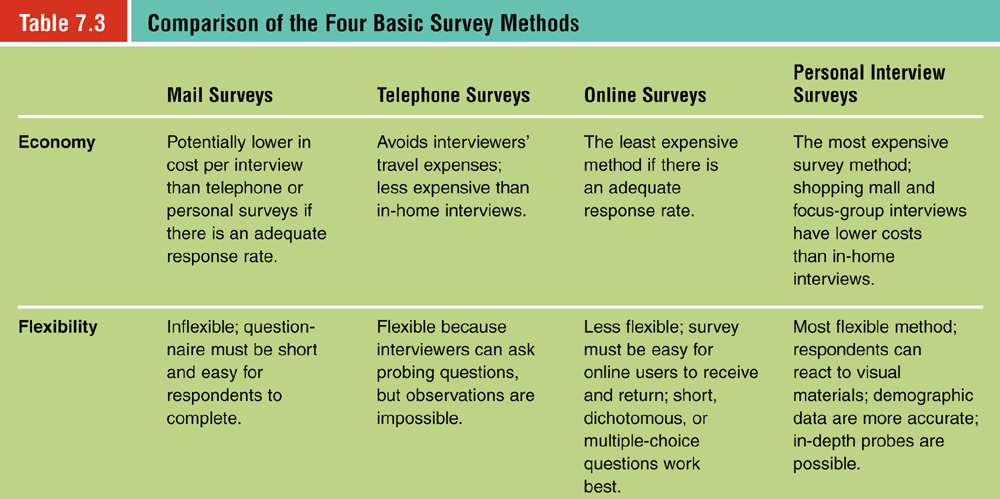 Table 7.3 Comparison of the Four Basic Survey Methods
Mail Surveys
Telephone Surveys
Online Surveys
Personal Interview
Surveys
Economy
Potentially lower in
cost per interview
than telephone or
personal surveys if
there is an adequate
response rate.
Avoids interviewers'
travel expenses;
less expensive than
in-home interviews.
The least expensive
method if there is
an adequate
response rate.
The most expensive
survey method;
shopping mall and
focus-group interviews
have lower costs
than in-home
interviews.
Flexibility
Inflexible; question-
naire must be short
and easy for
respondents to
complete.
Flexible because
interviewers can ask
probing questions,
but observations are
impossible.
Less flexible; survey
must be easy for
online users to receive
and return; short,
dichotomous, or
multiple-choice
questions work
best.
Most flexible method;
respondents can
react to visual
materials; demographic
data are more accurate;
in-depth probes are
possible.